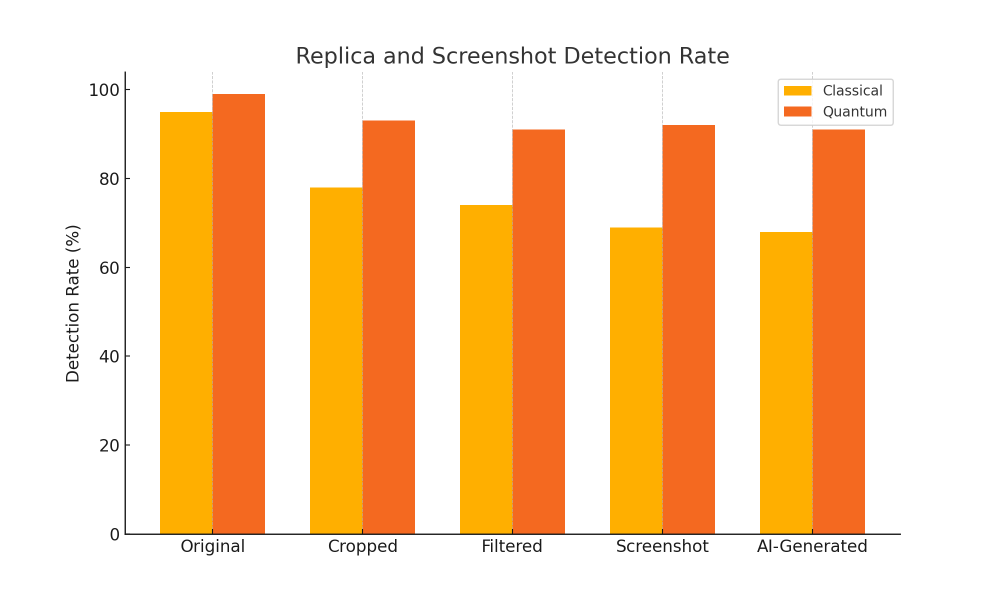 Replica and Screenshot Detection Rate
Classical
Quantum
Detection Rate (%)
100
80
60
40
20
0
Original Cropped Filtered Screenshot AI-Generated